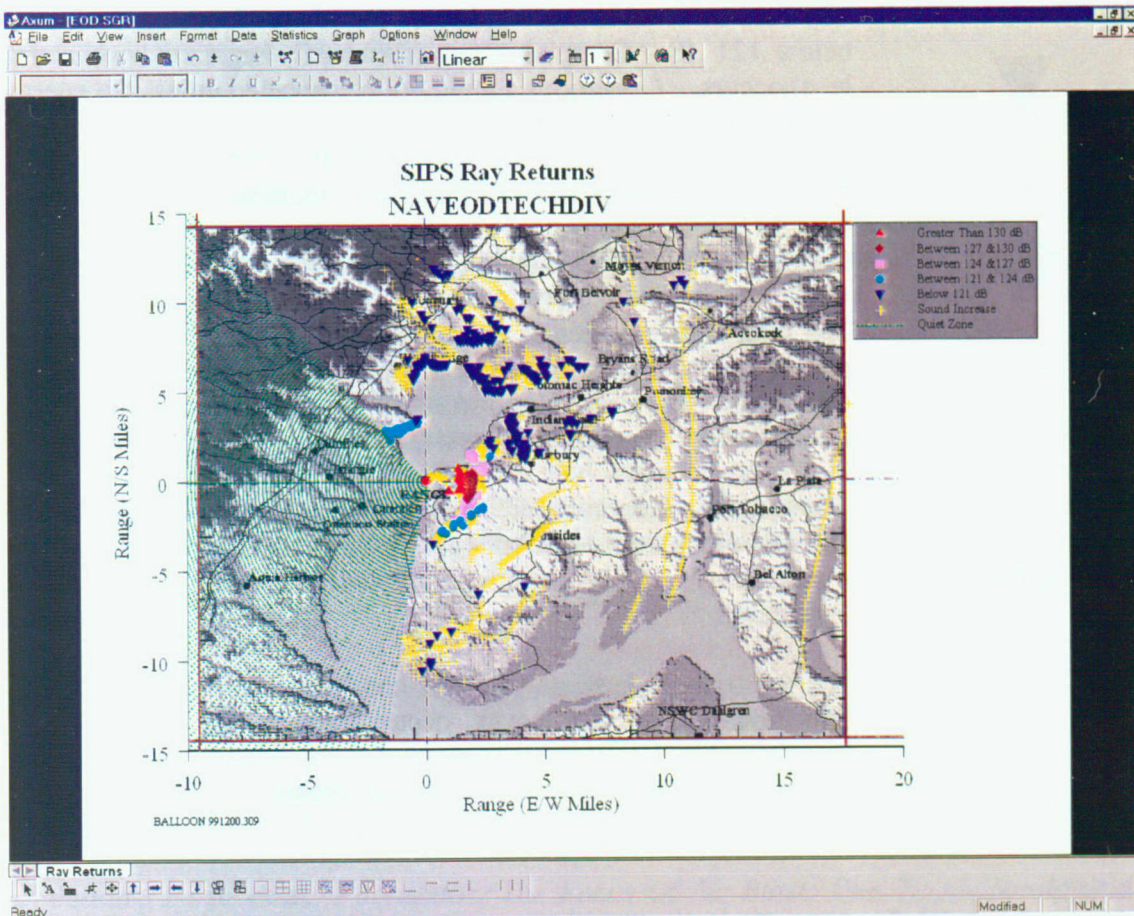 Axum - [EOD.SGR]
File Edit View Insert Format Data Statistics Graph Options Window Help
Linear
1
SIPS Ray Returns
NAVEODTECHDIV
Greater Than 130 dB
Between 127 &130 dB
Between 124 &127 dB
Between 121 & 124 dB
Below 121 dB
Sound Increase
Quiet Zone
15
10
5
0
-5
-10
-15
-10
-5
0
5
10
15
20
Range (N/S Miles)
Range (E/W Miles)
Mount Vernon
Fort Belvoir
Accokeek
Bryans Road
Potomac Heights
Pomonkey
Indian
Marbury
RANGE
Triangle
Quantico
Quantico Station
Aquia Harbor
La Plata
Port Tobacco
Bel Alton
NSWC Dahlgren
BALLOON 991200.309
Ray Returns
Ready
Modified
NUM